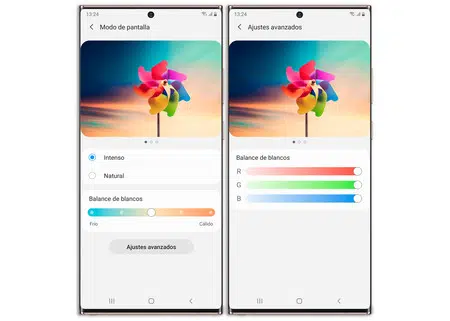 13:24
Modo de pantalla
Intenso
Natural
Balance de blancos
Frío
Cálido
Ajustes avanzados
13:24
Ajustes avanzados
Balance de blancos
R
G
B